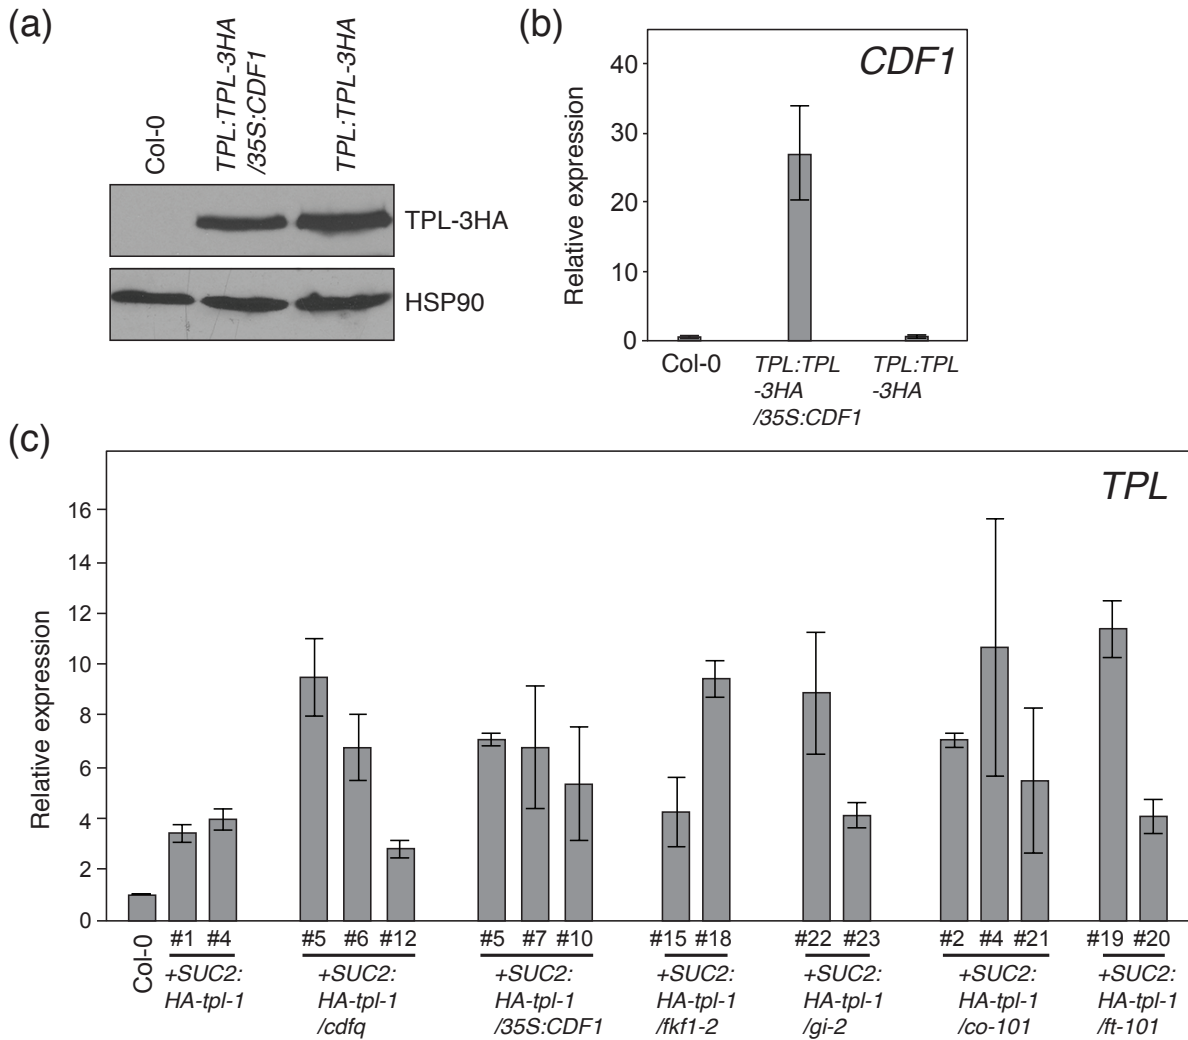 (a)
Col-0
TPL:TPL-3HA
/35S:CDF1
TPL:TPL-3HA
TPL-3HA
HSP90
(b)
CDF1
Relative expression
40
30
20
10
0
Col-0
TPL:TPL
-3HA
/35S:CDF1
TPL:TPL
-3HA
(c)
TPL
Relative expression
16
14
12
10
8
6
4
2
0
Col-0
#1 #4
+SUC2:
HA-tpl-1
#5 #6 #12
+SUC2:
HA-tpl-1
/cdfq
#5 #7 #10
+SUC2:
HA-tpl-1
/35S:CDF1
#15 #18
+SUC2:
HA-tpl-1
/fkf1-2
#22 #23
+SUC2:
HA-tpl-1
/gi-2
#2 #4 #21
+SUC2:
HA-tpl-1
/co-101
#19 #20
+SUC2:
HA-tpl-1
/ft-101